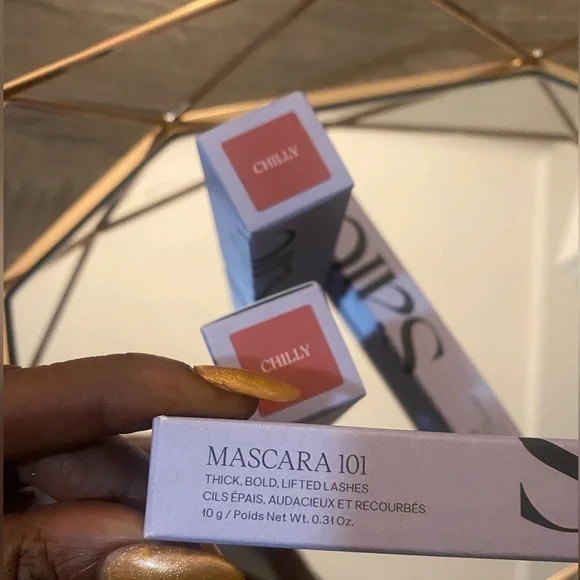 CHILLY
CHILLY
MASCARA 101
THICK, BOLD, LIFTED LASHES
CILS ÉPAIS, AUDACIEUX ET RECOURBÉS
10 g / Poids Net Wt. 0.31 Oz.